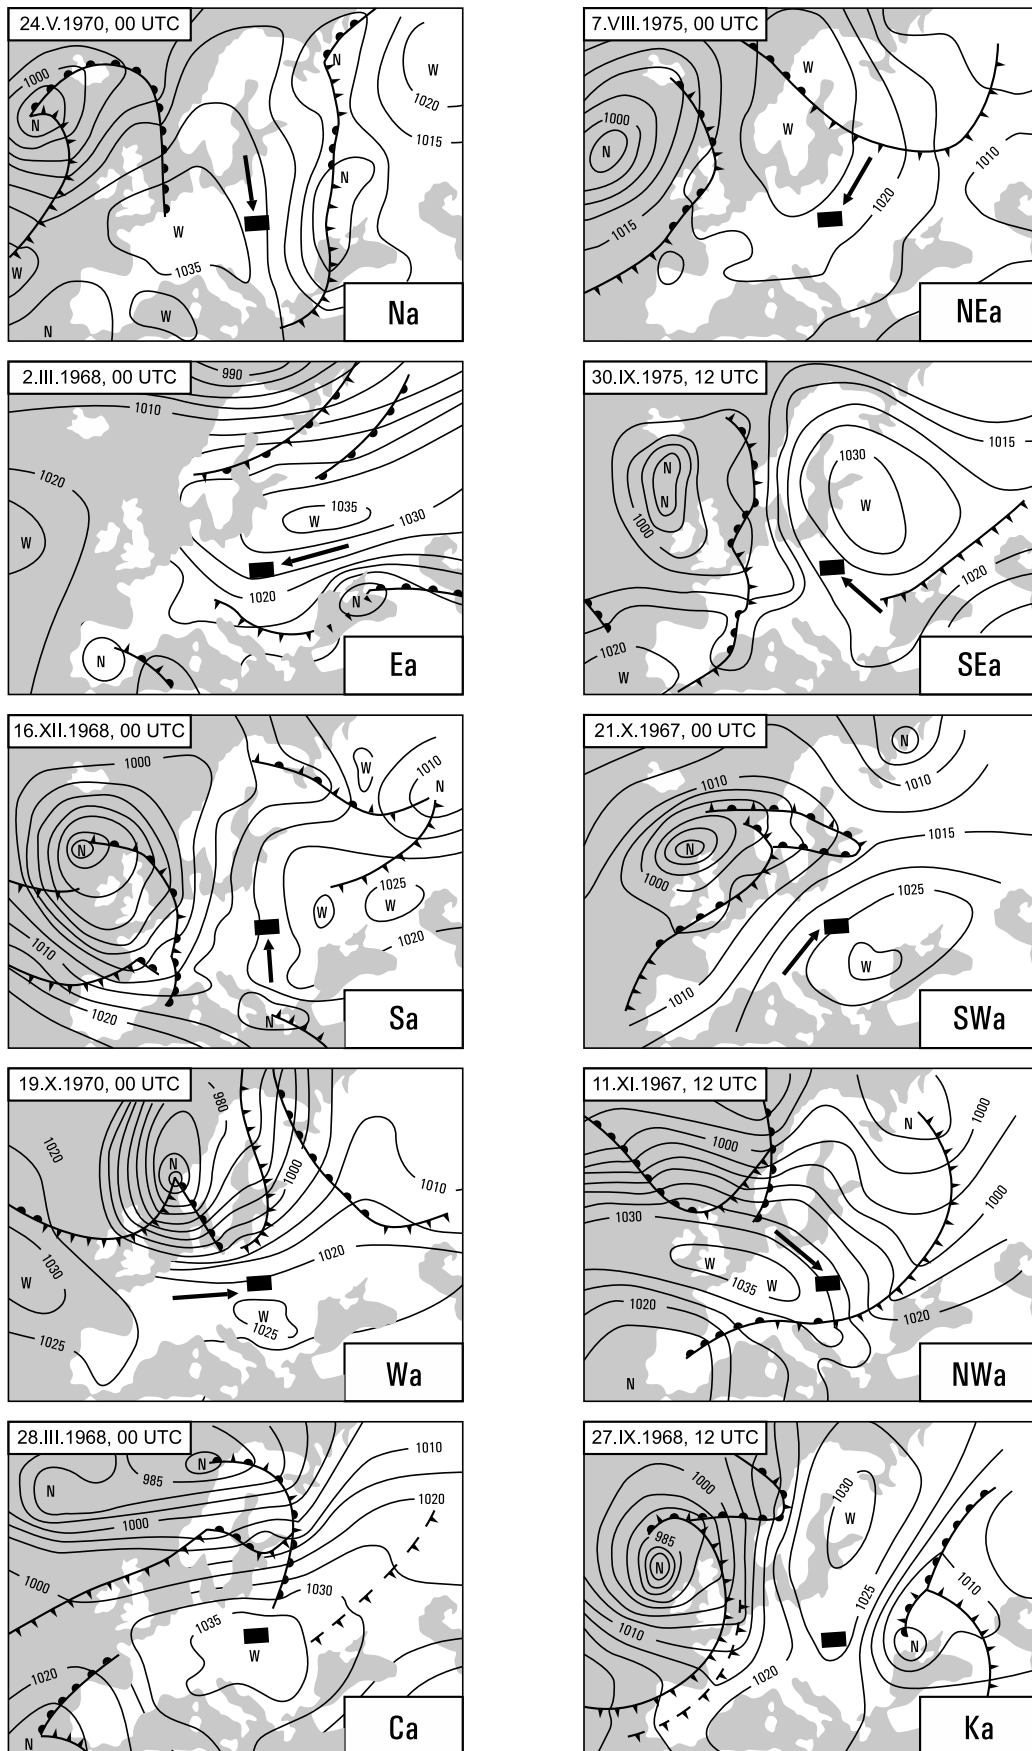 24.V.1970, 00 UTC
1000
N
N
W
1020
1015
N
W
W
1035
W
N
Na
7.VIII.1975, 00 UTC
W
1000
N
W
1010
1020
1015
NEa
2.III.1968, 00 UTC
990
1010
1020
1035
W
1030
W
1020
N
N
Ea
30.IX.1975, 12 UTC
1015
1030
N
W
N
1000
1020
1020
W
SEa
16.XII.1968, 00 UTC
1000
W
1010
N
N
1025
W
W
1010
1020
1020
N
Sa
21.X.1967, 00 UTC
N
1010
1010
1015
N
1000
1025
W
1010
SWa
19.X.1970, 00 UTC
980
1020
N
1000
1010
1020
1030
W
W
1025
1025
Wa
11.XI.1967, 12 UTC
1000
N
1000
1000
1030
W
1035
W
1020
1020
N
NWa
28.III.1968, 00 UTC
1010
N
985
N
1020
1000
1000
1030
1035
W
1020
N
Ca
27.IX.1968, 12 UTC
1000
1030
W
985
N
1010
1025
1010
N
1020
Ka